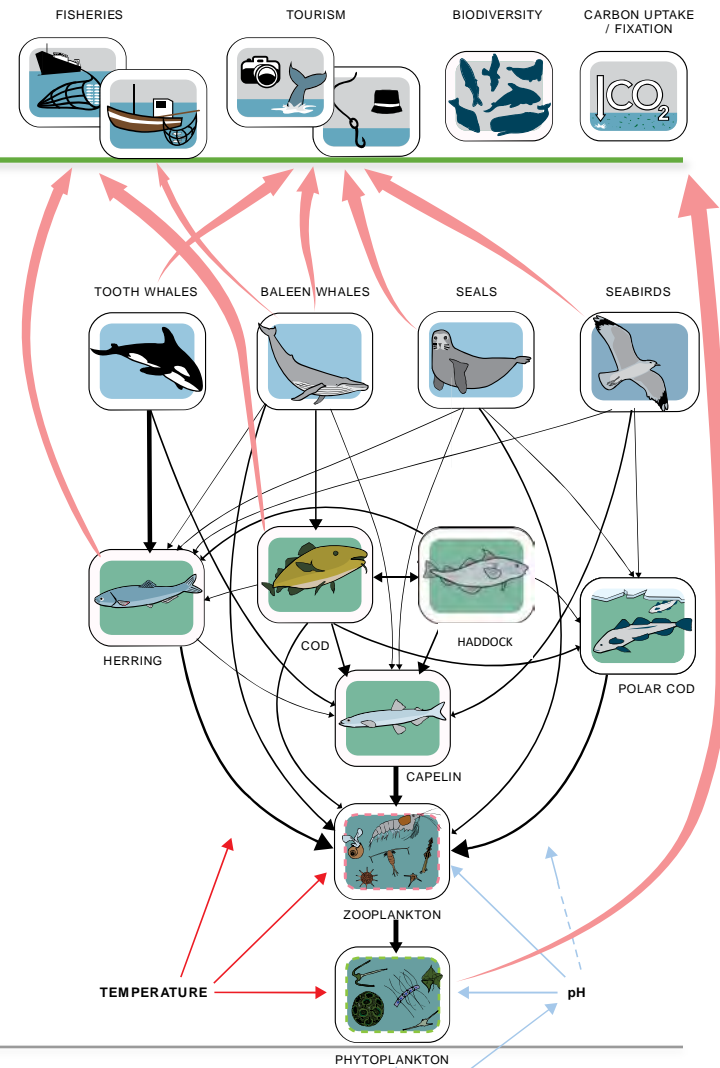 FISHERIES
TOURISM
BIODIVERSITY
CARBON UPTAKE
/ FIXATION
CO2
TOOTH WHALES
BALEEN WHALES
SEALS
SEABIRDS
HERRING
COD
HADDOCK
POLAR COD
CAPELIN
ZOOPLANKTON
TEMPERATURE
pH
PHYTOPLANKTON